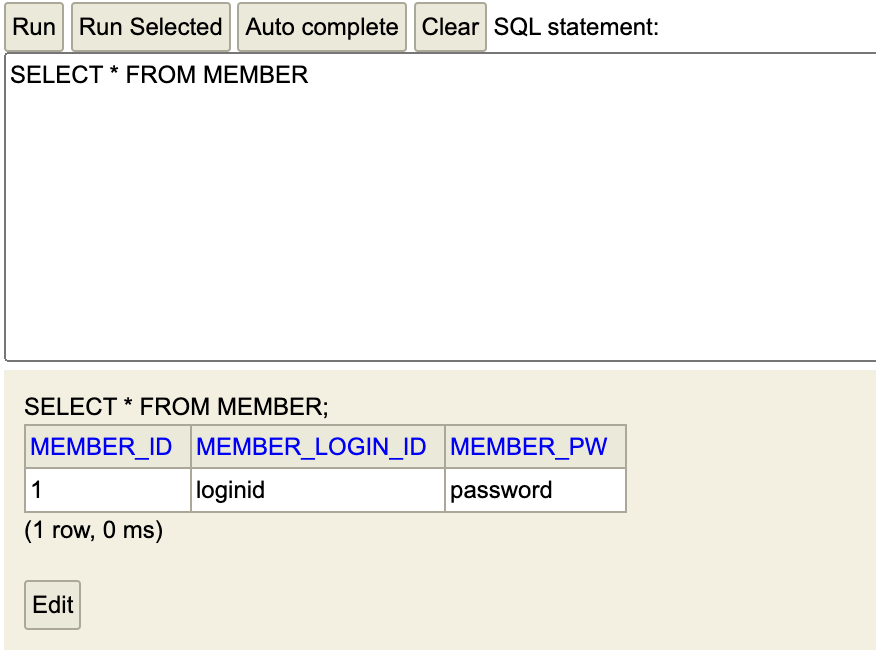 Run Run Selected Auto complete Clear SQL statement:
SELECT * FROM MEMBER
SELECT * FROM MEMBER;
MEMBER_ID MEMBER_LOGIN_ID MEMBER_PW
1 loginid password
(1 row, 0 ms)
Edit